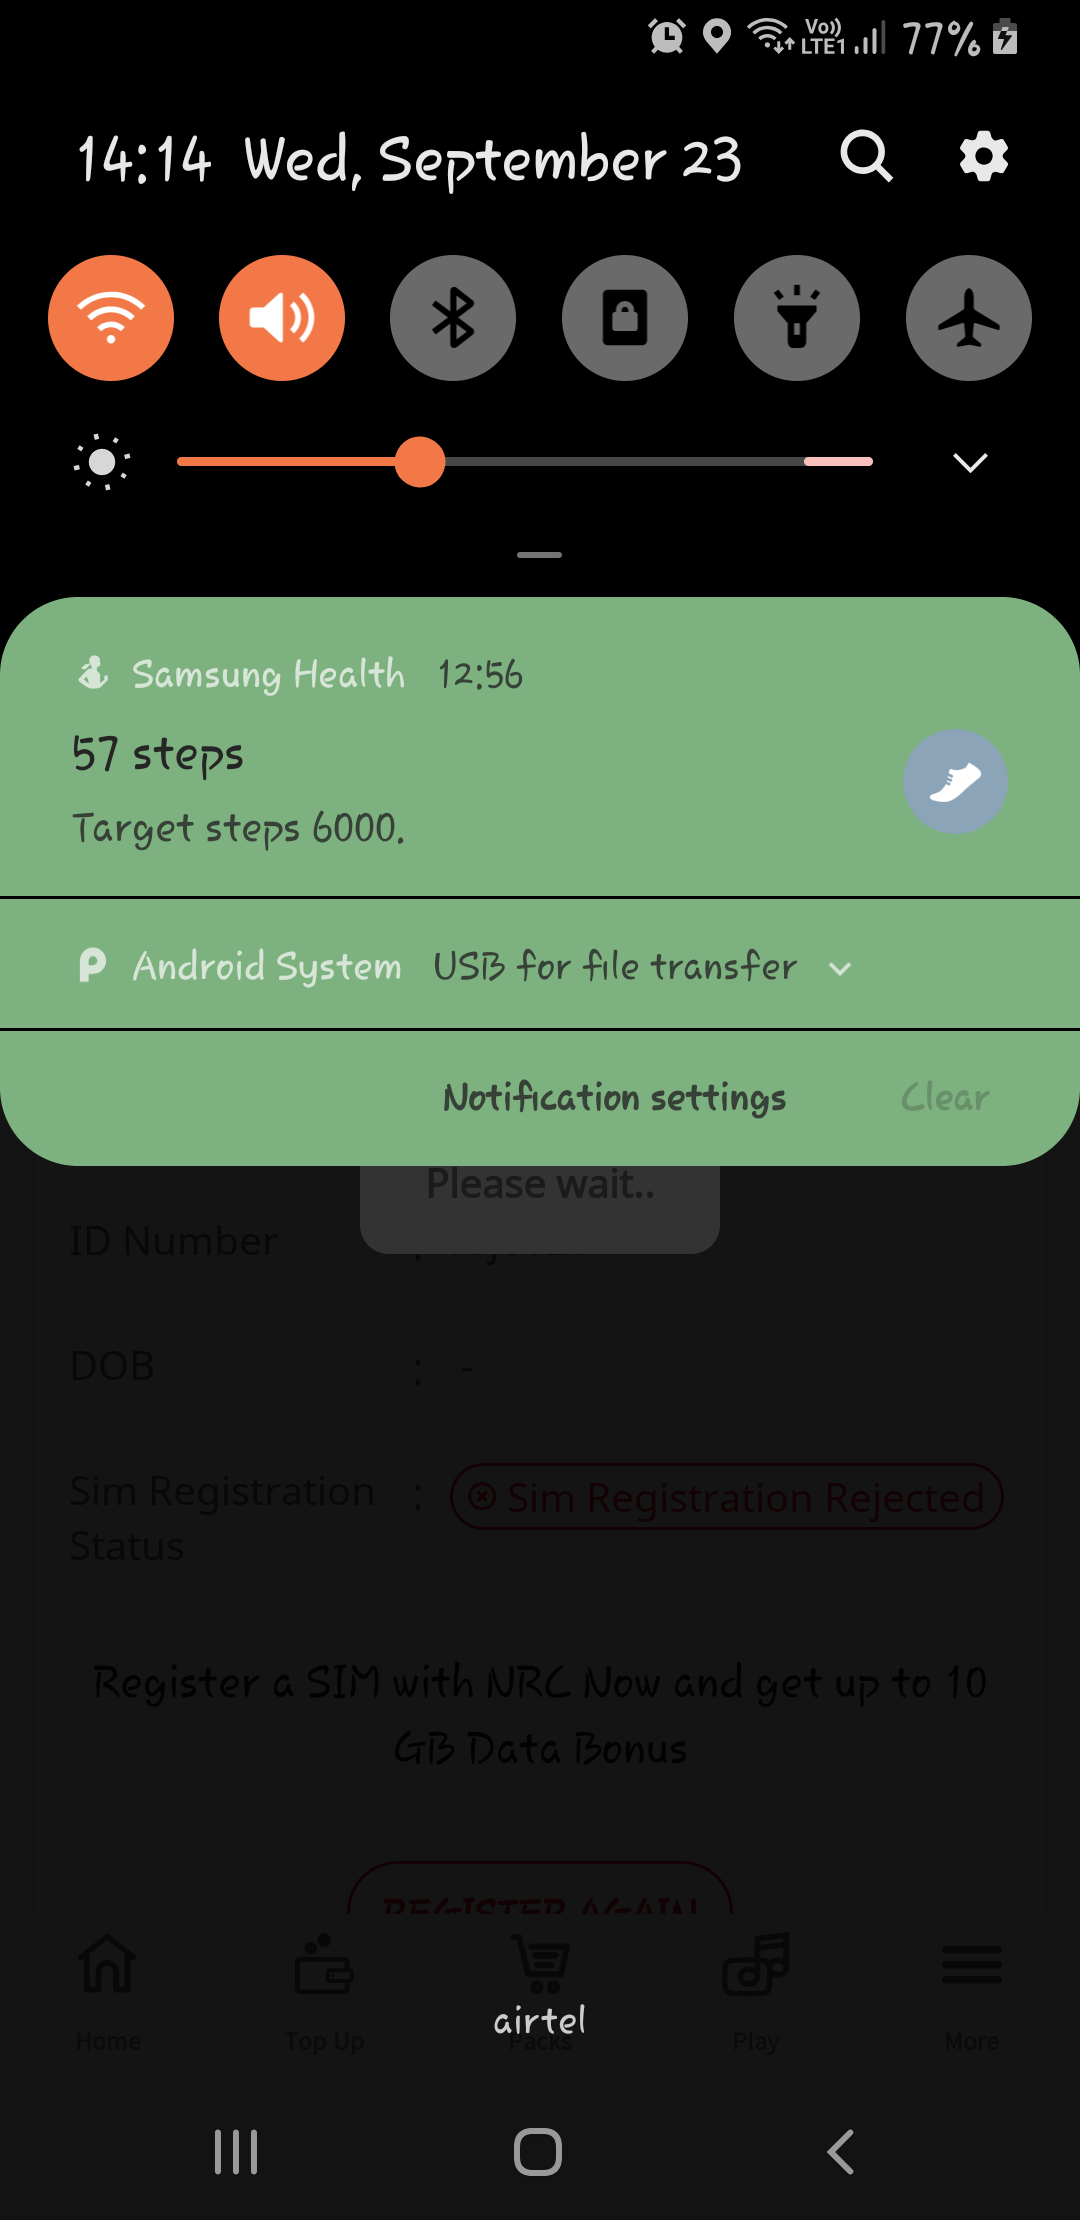 Vo)) LTE1 77%
14:14 Wed, September 23
Samsung Health 12:56
57 steps
Target steps 6000.
Android System USB for file transfer
Notification settings Clear
Please wait..
ID Number :
DOB : -
Sim Registration : Sim Registration Rejected
Status
Register a SIM with NRC Now and get up to 10
GB Data Bonus
REGISTER AGAIN
airtel
Home Top Up Packs Play More